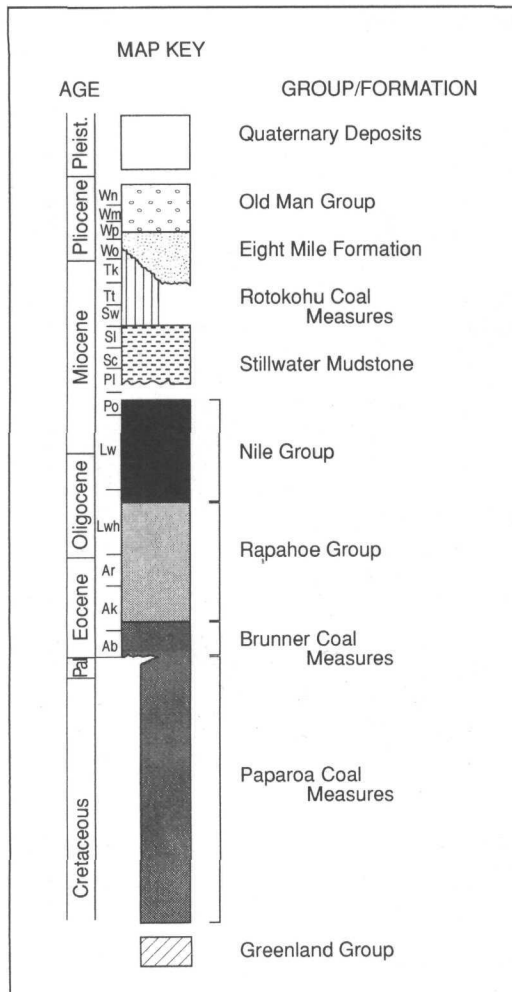 MAP KEY
AGE
GROUP/FORMATION
Pleist.
Pliocene
Miocene
Oligocene
Eocene
Pal
Cretaceous
Wn
Wm
Wp
Wo
Tk
Tt
Sw
Sl
Sc
Pl
Po
Lw
Lwh
Ar
Ak
Ab
Quaternary Deposits
Old Man Group
Eight Mile Formation
Rotokohu Coal
Measures
Stillwater Mudstone
Nile Group
Rapahoe Group
Brunner Coal
Measures
Paparoa Coal
Measures
Greenland Group